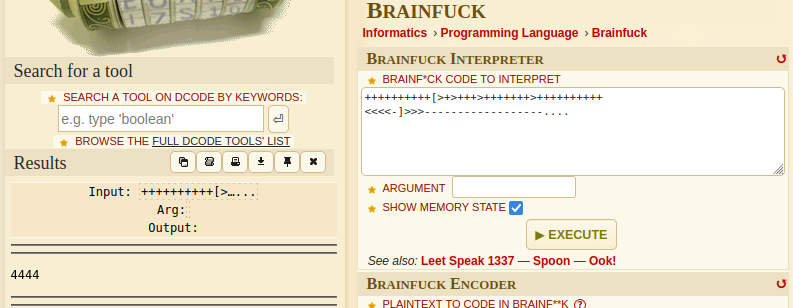 Search for a tool
SEARCH A TOOL ON DCODE BY KEYWORDS:
e.g. type 'boolean'
BROWSE THE FULL DCODE TOOLS' LIST
Results
Input: ++++++++++[>…...
Arg:
Output:
4444
BRAINFUCK
Informatics › Programming Language › Brainfuck
BRAINFUCK INTERPRETER
BRAINF*CK CODE TO INTERPRET
++++++++++[>+>+++>+++++++>++++++++++
<<<<-]>>>------------------....
ARGUMENT
SHOW MEMORY STATE
▶ EXECUTE
See also: Leet Speak 1337 — Spoon — Ook!
BRAINFUCK ENCODER
PLAINTEXT TO CODE IN BRAINF**K ?